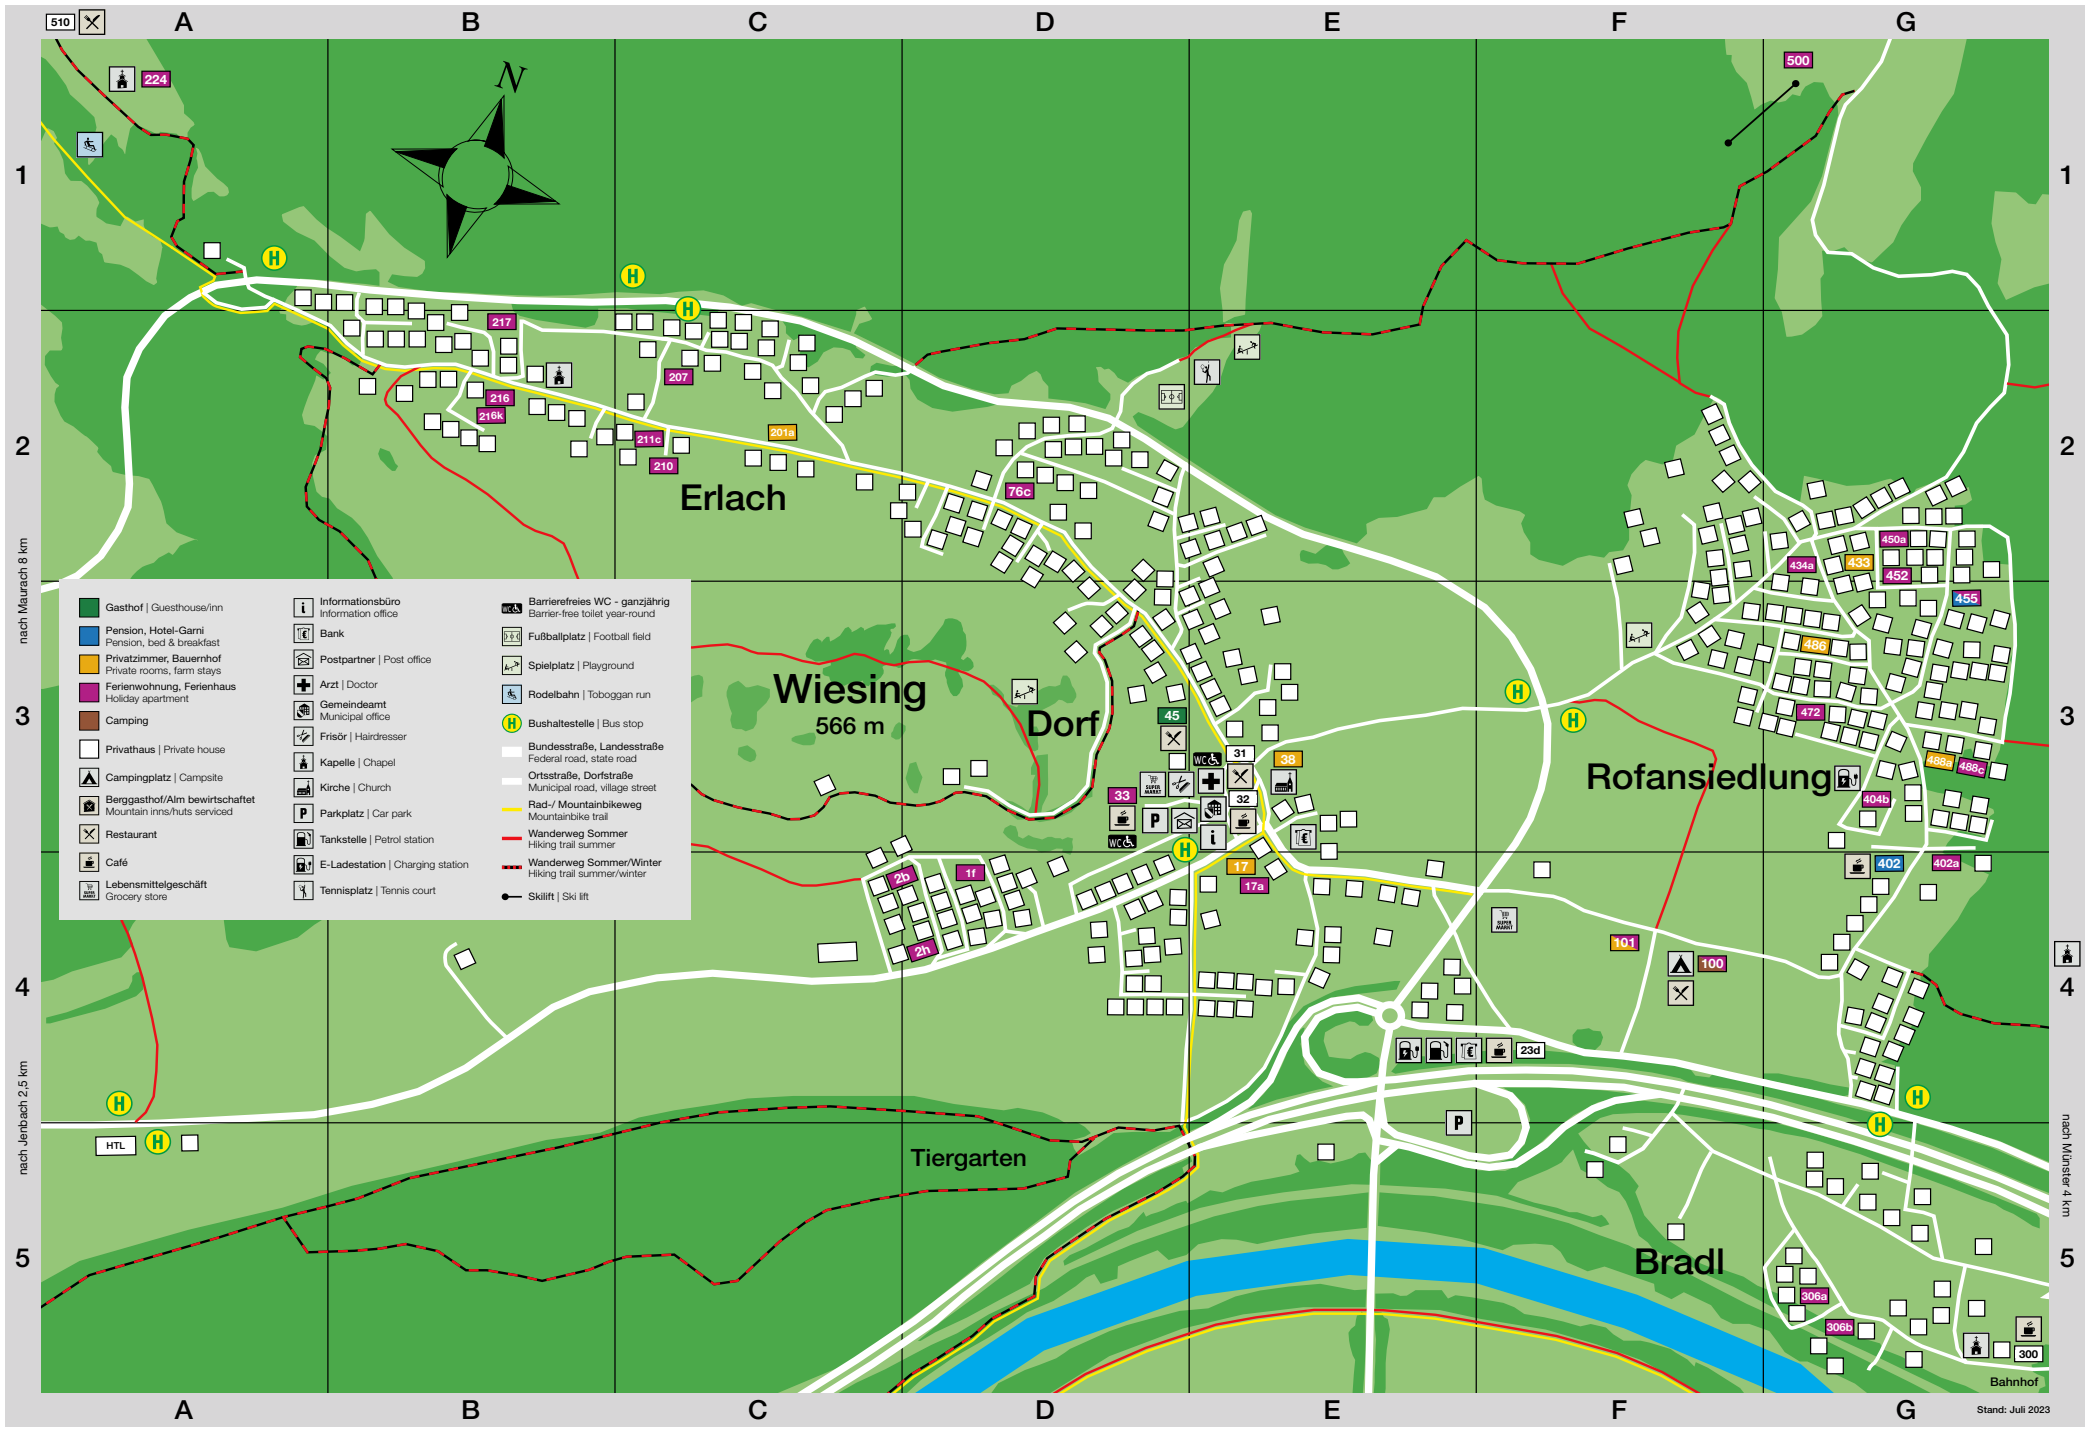 510
A B C D E F G
224
500
N
1 1
217
207
216
216k
201a
211c
210
2 2
Erlach
76c
450a
434a 433
452
455
nach Maurach 8 km
Gasthof | Guesthouse/inn
Pension, Hotel-Garni
Pension, bed & breakfast
Privatzimmer, Bauernhof
Private rooms, farm stays
Ferienwohnung, Ferienhaus
Holiday apartment
Camping
Privathaus | Private house
Campingplatz | Campsite
Berggasthof/Alm bewirtschaftet
Mountain inns/huts serviced
Restaurant
Café
Lebensmittelgeschäft
Grocery store
Informationsbüro
Information office
Bank
Postpartner | Post office
Arzt | Doctor
Gemeindeamt
Municipal office
Frisör | Hairdresser
Kapelle | Chapel
Kirche | Church
Parkplatz | Car park
Tankstelle | Petrol station
E-Ladestation | Charging station
Tennisplatz | Tennis court
Barrierefreies WC - ganzjährig
Barrier-free toilet year-round
Fußballplatz | Football field
Spielplatz | Playground
Rodelbahn | Toboggan run
Bushaltestelle | Bus stop
Bundesstraße, Landesstraße
Federal road, state road
Ortsstraße, Dorfstraße
Municipal road, village street
Rad-/ Mountainbikeweg
Mountainbike trail
Wanderweg Sommer
Hiking trail summer
Wanderweg Sommer/Winter
Hiking trail summer/winter
Skilift | Ski lift
486
Wiesing
566 m
Dorf
45
3 3
472
31
WC
38
488a 488c
Rofansiedlung
SUPER MARKT
33
32
404b
P
i
WC
H
17
17a
402 402a
2b 1f
2h
SUPER MARKT
101
100
4 4
23d
nach Jenbach 2,5 km
H
HTL H
P
H
H
Tiergarten
nach Münster 4 km
5 5
Bradl
306a
306b
300
Bahnhof
A B C D E F G
Stand: Juli 2023